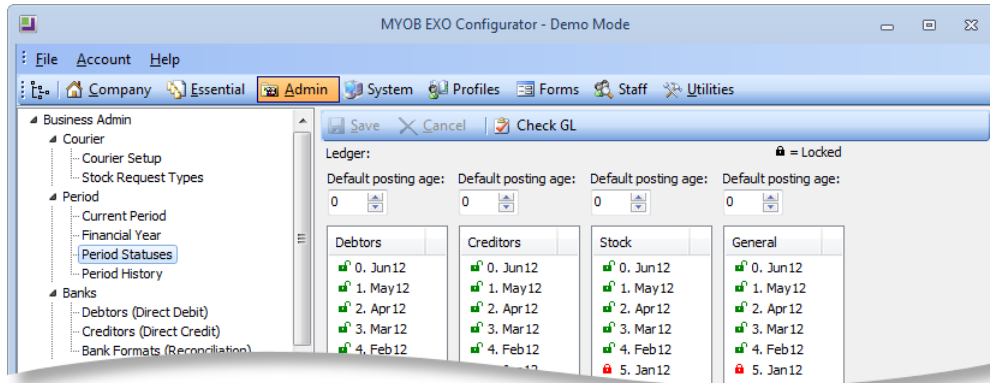 MYOB EXO Configurator - Demo Mode
File Account Help
Company Essential Admin System Profiles Forms Staff Utilities
Business Admin
Courier
Courier Setup
Stock Request Types
Period
Current Period
Financial Year
Period Statuses
Period History
Banks
Debtors (Direct Debit)
Creditors (Direct Credit)
Bank Formats (Reconciliation)
Save Cancel Check GL
Ledger: = Locked
Default posting age: Default posting age: Default posting age: Default posting age:
0 0 0 0
Debtors Creditors Stock General
0. Jun12 0. Jun12 0. Jun12 0. Jun12
1. May12 1. May12 1. May12 1. May12
2. Apr12 2. Apr12 2. Apr12 2. Apr12
3. Mar12 3. Mar12 3. Mar12 3. Mar12
4. Feb12 4. Feb12 4. Feb12 4. Feb12
5. Jan12 5. Jan12